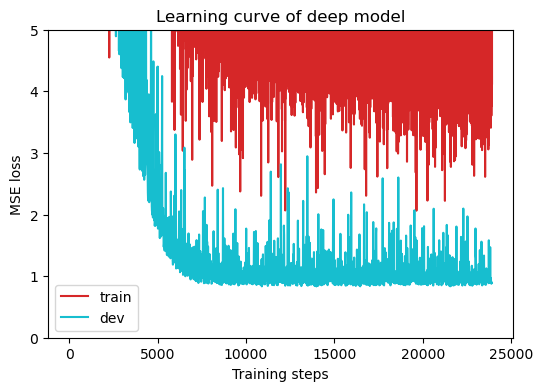 Learning curve of deep model
5
4
3
2
1
0
MSE loss
train
dev
0 5000 10000 15000 20000 25000
Training steps